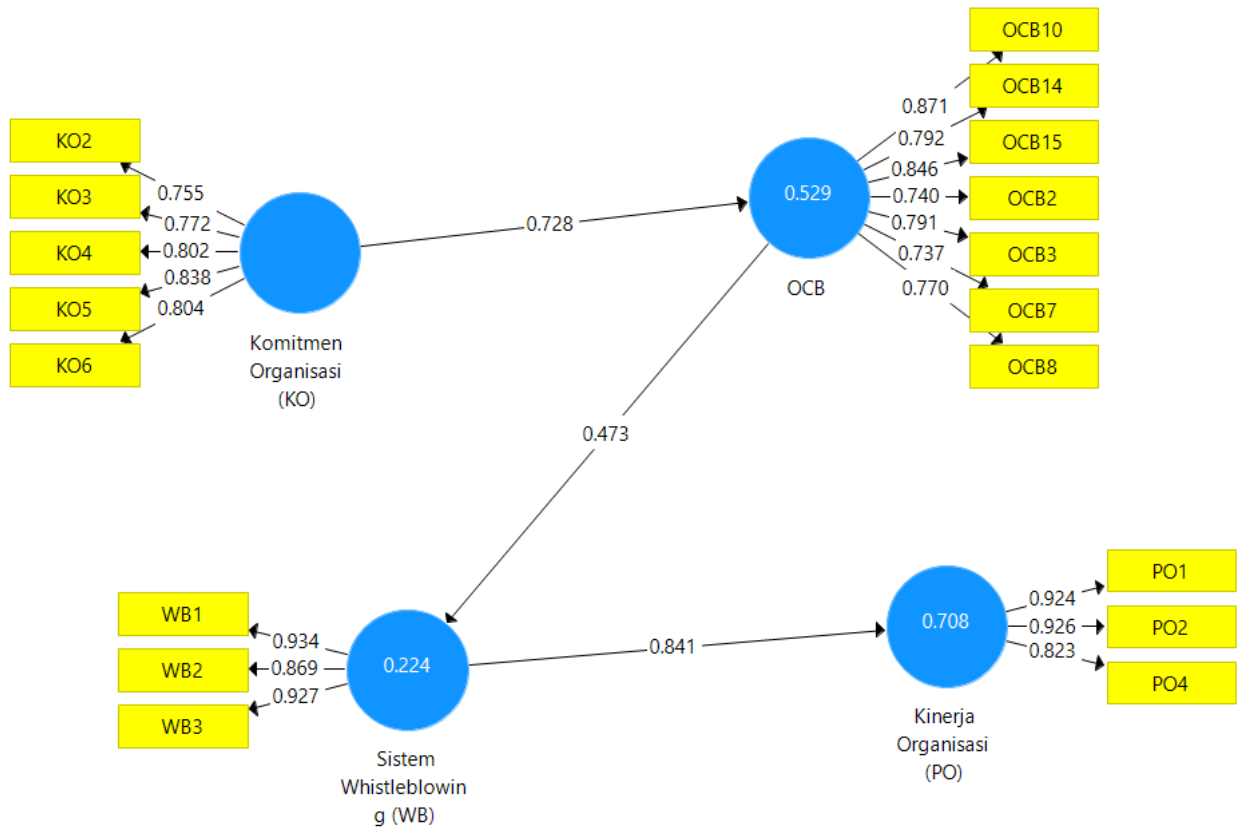 OCB10
OCB14
OCB15
OCB2
OCB3
OCB7
OCB8
0.871
0.792
0.846
0.740
0.791
0.737
0.770
0.529
OCB
KO2
KO3
KO4
KO5
KO6
0.755
0.772
0.802
0.838
0.804
Komitmen
Organisasi
(KO)
0.728
0.473
WB1
WB2
WB3
0.934
0.869
0.927
0.224
Sistem
Whistleblowin
g (WB)
0.841
0.708
Kinerja
Organisasi
(PO)
0.924
0.926
0.823
PO1
PO2
PO4